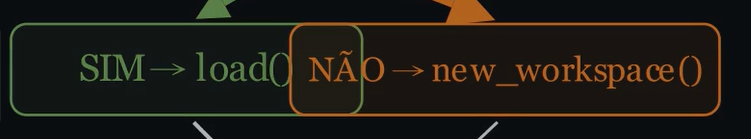 SIM → load()
NÃO → new_workspace()